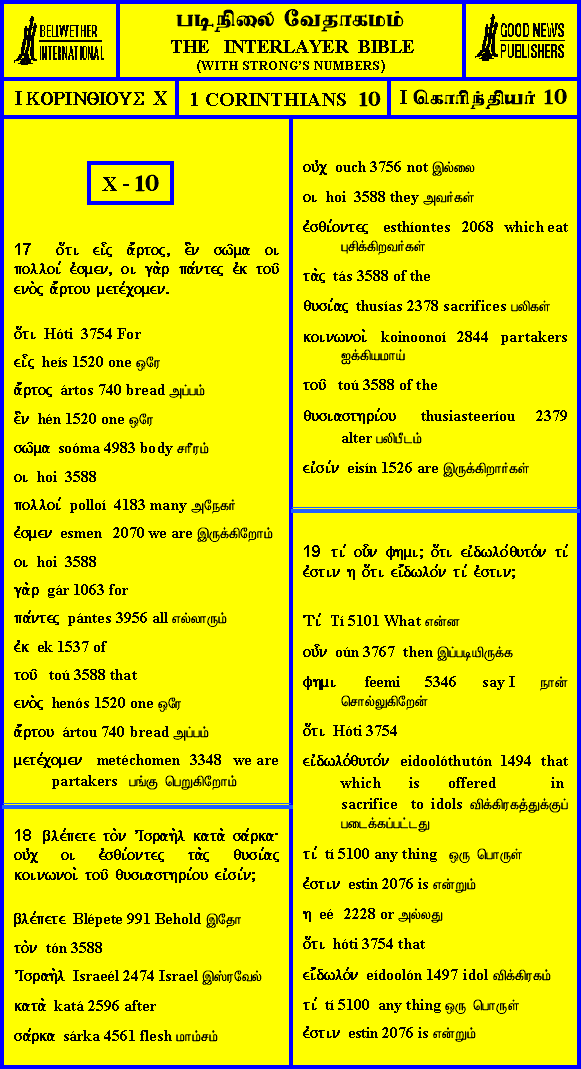 BELLWETHER
INTERNATIONAL
படிநிலை வேதாகமம்
THE INTERLAYER BIBLE
(WITH STRONG'S NUMBERS)
GOOD NEWS
PUBLISHERS
I ΚΟΡΙΝΘΙΟΥΣ X
1 CORINTHIANS 10
I கொரிந்தியர் 10
X - 10
17 ὅτι εἷς ἄρτος, ἓν σῶμα οι
πολλοί ἐσμεν, οι γὰρ πάντες ἐκ τοῦ
ενὸς ἄρτου μετέχομεν.
ὅτι Hóti 3754 For
εἷς heís 1520 one ஒரே
ἄρτος ártos 740 bread அப்பம்
ἓν hén 1520 one ஒரே
σῶμα soóma 4983 body சரீரம்
οι hoi 3588
πολλοί polloí 4183 many அநேகர்
ἐσμεν esmen 2070 we are இருக்கிறோம்
οι hoi 3588
γὰρ gár 1063 for
πάντες pántes 3956 all எல்லாரும்
ἐκ ek 1537 of
τοῦ toú 3588 that
ενὸς henós 1520 one ஒரே
ἄρτου ártou 740 bread அப்பம்
μετέχομεν metéchomen 3348 we are
partakers பங்கு பெறுகிறோம்
18 βλέπετε τὸν Ἰσραὴλ κατὰ σάρκα·
οὐχ οι ἐσθίοντες τὰς θυσίας
κοινωνοὶ τοῦ θυσιαστηρίου εἰσίν;
βλέπετε Blépete 991 Behold இதோ
τὸν tón 3588
Ἰσραὴλ Israeél 2474 Israel இஸ்ரவேல்
κατὰ katá 2596 after
σάρκα sárka 4561 flesh மாம்சம்
οὐχ ouch 3756 not இல்லை
οι hoi 3588 they அவர்கள்
ἐσθίοντες esthíontes 2068 which eat
புசிக்கிறவர்கள்
τὰς tás 3588 of the
θυσίας thusías 2378 sacrifices பலிகள்
κοινωνοὶ koinoonoí 2844 partakers
ஐக்கியமாய்
τοῦ toú 3588 of the
θυσιαστηρίου thusiasteeríou 2379
alter பலிபீடம்
εἰσίν eisín 1526 are இருக்கிறார்கள்
19 τί οὖν φημι; ὅτι εἰδωλόθυτόν τί
ἐστιν η ὅτι εἴδωλόν τί ἐστιν;
Τί Tí 5101 What என்ன
οὖν oún 3767 then இப்படியிருக்க
φημι feemi 5346 say I நான்
சொல்லுகிறேன்
ὅτι Hóti 3754
εἰδωλόθυτόν eidoolóthutón 1494 that
which is offered in
sacrifice to idols விக்கிரகத்துக்குப்
படைக்கப்பட்டது
τί tí 5100 any thing ஒரு பொருள்
ἐστιν estin 2076 is என்றும்
η eé 2228 or அல்லது
ὅτι hóti 3754 that
εἴδωλόν eídoolón 1497 idol விக்கிரகம்
τί tí 5100 any thing ஒரு பொருள்
ἐστιν estin 2076 is என்றும்